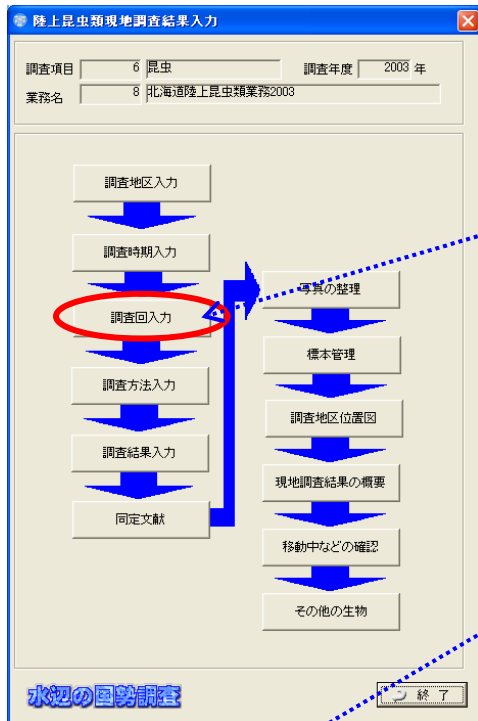 陸上昆虫類現地調査結果入力
調査項目 6 昆虫 調査年度 2003 年
業務名 8 北海道陸上昆虫類業務2003
調査地区入力
調査時期入力
調査回入力
調査方法入力
調査結果入力
同定文献
写真の整理
標本管理
調査地区位置図
現地調査結果の概要
移動中などの確認
その他の生物
水辺の国勢調査
終 了